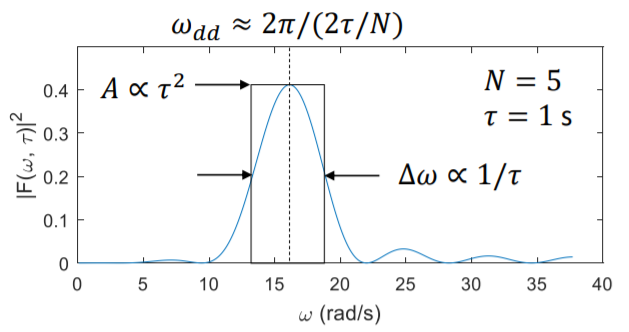 ω_dd ≈ 2π/(2τ/N)
A ∝ τ²
N = 5
τ = 1 s
Δω ∝ 1/τ
|F(ω, τ)|²
0.4
0.3
0.2
0.1
0
0 5 10 15 20 25 30 35 40
ω (rad/s)